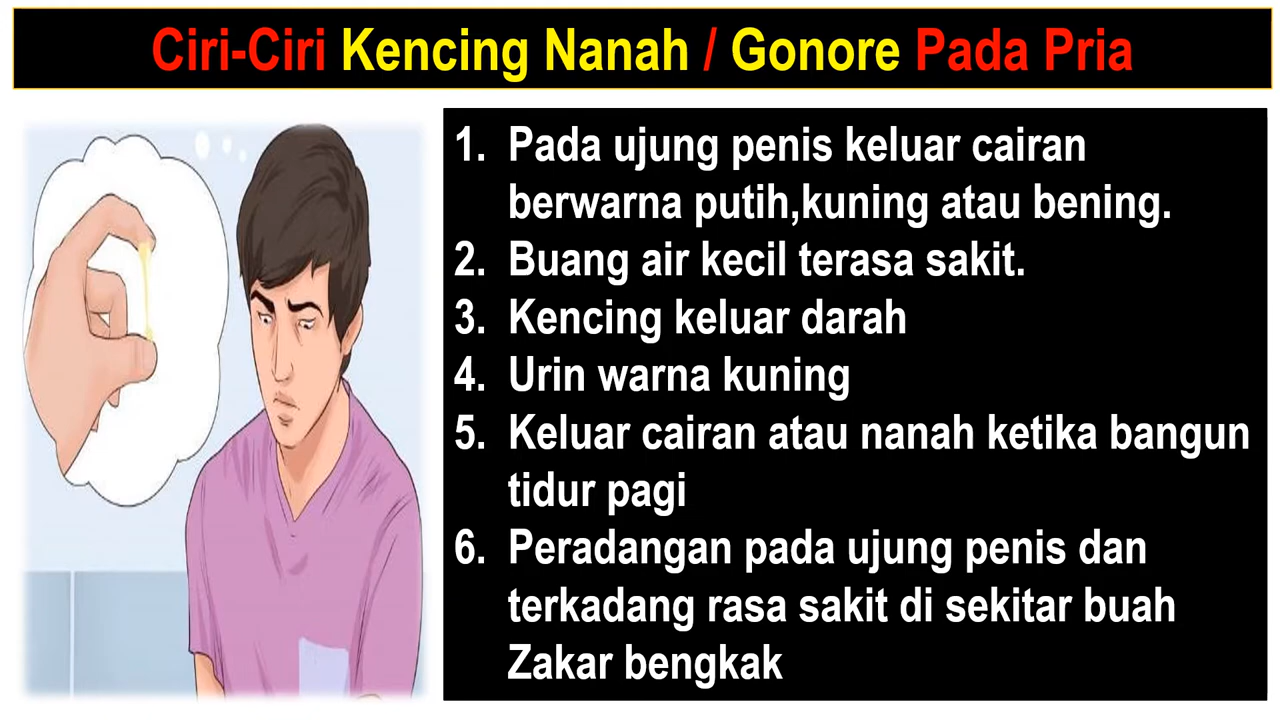 Ciri-Ciri Kencing Nanah / Gonore Pada Pria
1. Pada ujung penis keluar cairan
berwarna putih,kuning atau bening.
2. Buang air kecil terasa sakit.
3. Kencing keluar darah
4. Urin warna kuning
5. Keluar cairan atau nanah ketika bangun
tidur pagi
6. Peradangan pada ujung penis dan
terkadang rasa sakit di sekitar buah
Zakar bengkak